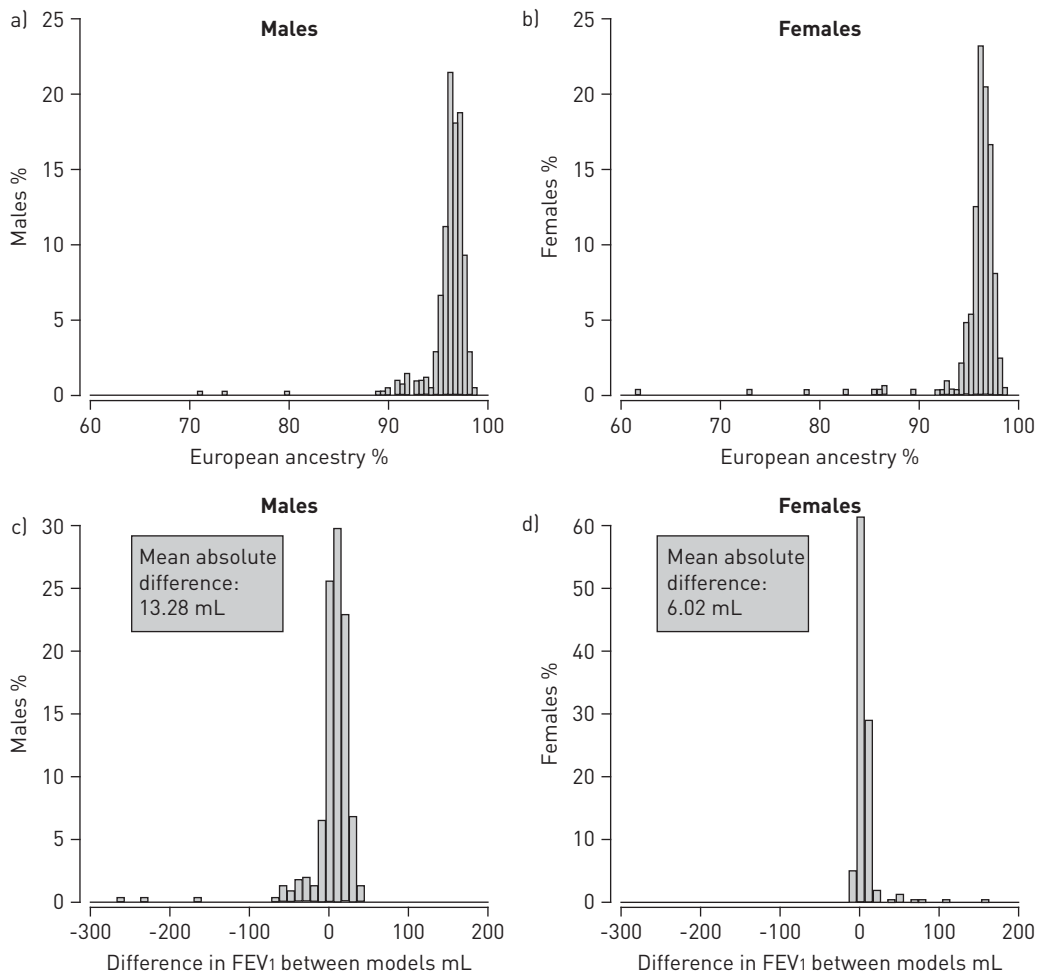 a)
Males
25
20
15
10
5
0
Males %
60 70 80 90 100
European ancestry %
b)
Females
25
20
15
10
5
0
Females %
60 70 80 90 100
European ancestry %
c)
Males
30
25
20
15
10
5
0
Males %
Mean absolute
difference:
13.28 mL
-300 -200 -100 0 100 200
Difference in FEV1 between models mL
d)
Females
60
50
40
30
20
10
0
Females %
Mean absolute
difference:
6.02 mL
-300 -200 -100 0 100 200
Difference in FEV1 between models mL